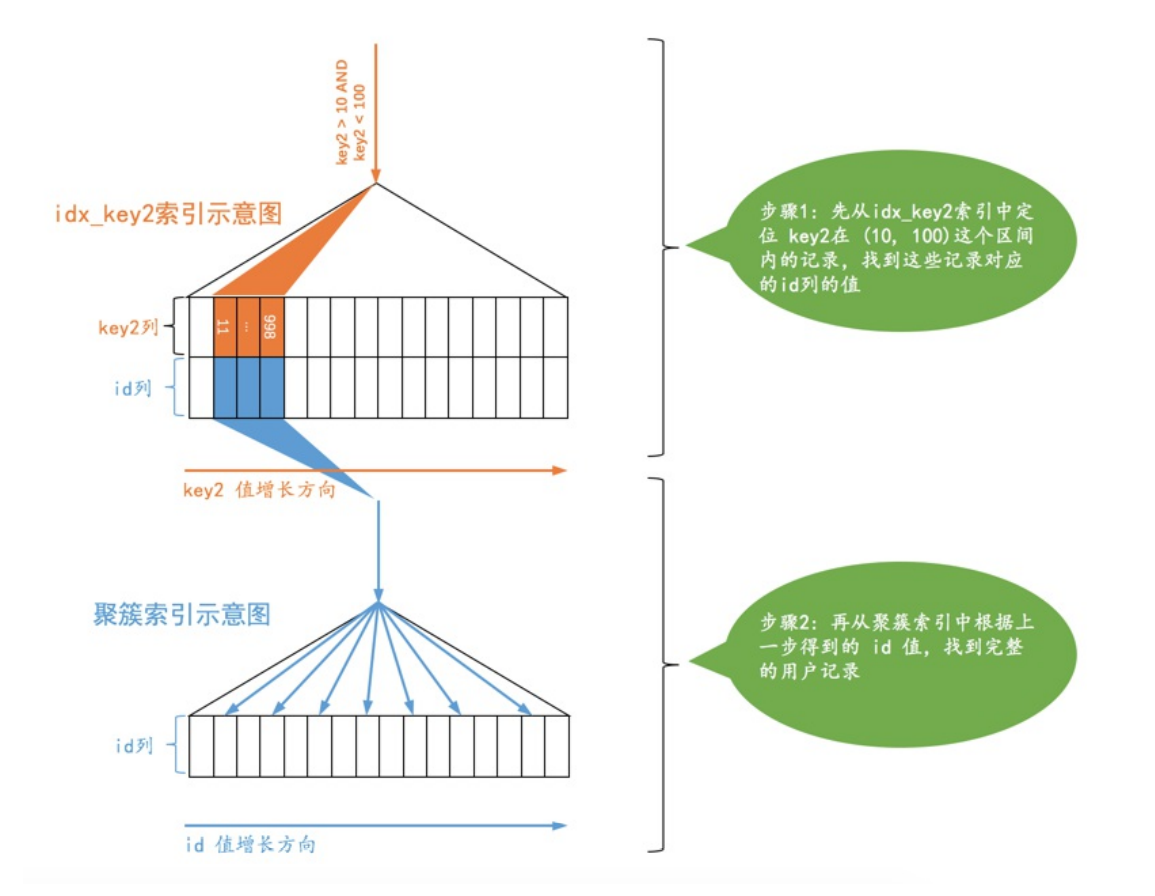 key2 > 10 AND
key2 < 100
idx_key2索引示意图
key2列
11
...
998
id列
key2 值增长方向
步骤1: 先从idx_key2索引中定
位 key2在 (10, 100)这个区间
内的记录, 找到这些记录对应
的id列的值
聚簇索引示意图
id列
id 值增长方向
步骤2: 再从聚簇索引中根据上
一步得到的 id 值, 找到完整
的用户记录